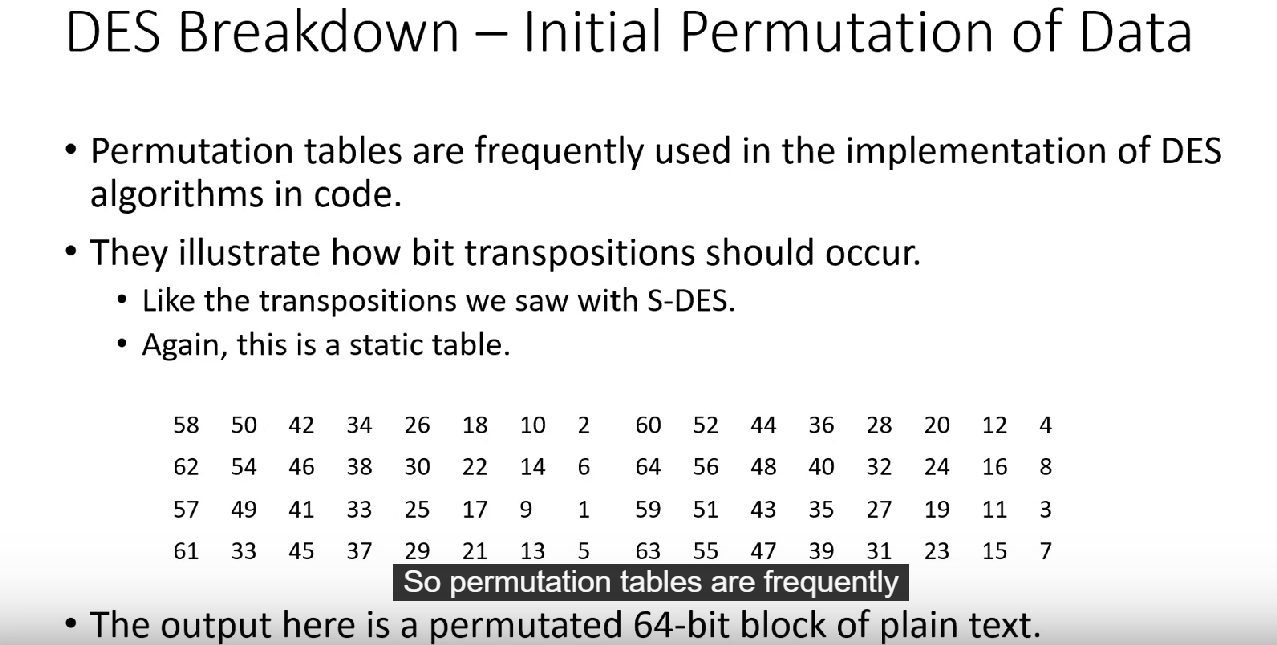 DES Breakdown – Initial Permutation of Data
• Permutation tables are frequently used in the implementation of DES
algorithms in code.
• They illustrate how bit transpositions should occur.
• Like the transpositions we saw with S-DES.
• Again, this is a static table.
58 50 42 34 26 18 10 2 60 52 44 36 28 20 12 4
62 54 46 38 30 22 14 6 64 56 48 40 32 24 16 8
57 49 41 33 25 17 9 1 59 51 43 35 27 19 11 3
61 33 45 37 29 21 13 5 63 55 47 39 31 23 15 7
So permutation tables are frequently
• The output here is a permutated 64-bit block of plain text.